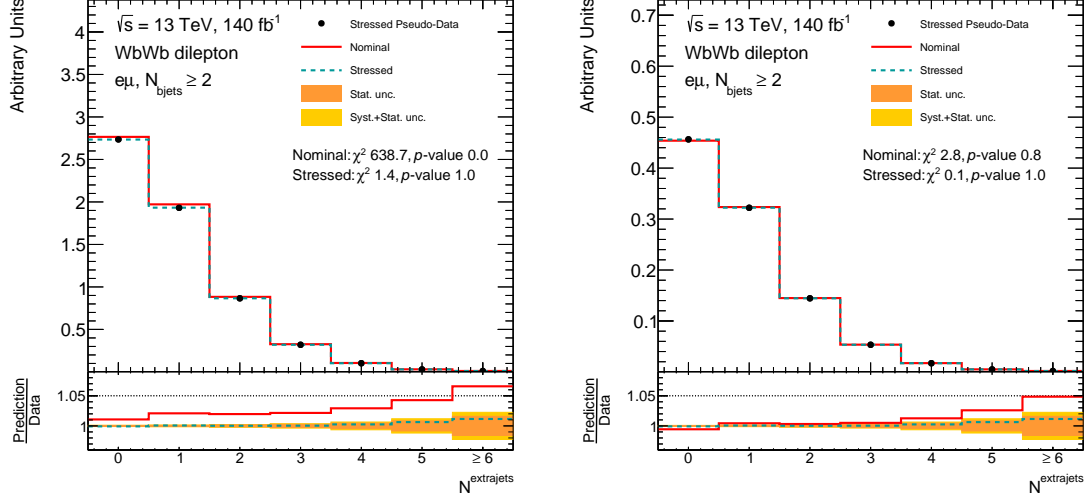 √s = 13 TeV, 140 fb⁻¹
WbWb dilepton
eμ, N_bjets ≥ 2
Stressed Pseudo-Data
Nominal
Stressed
Stat. unc.
Syst.+Stat. unc.
Nominal: χ² 638.7, p-value 0.0
Stressed: χ² 1.4, p-value 1.0
Arbitrary Units
4
3.5
3
2.5
2
1.5
1
0.5
Prediction
Data
1.05
1
0 1 2 3 4 5 ≥ 6
N^extrajets
√s = 13 TeV, 140 fb⁻¹
WbWb dilepton
eμ, N_bjets ≥ 2
Stressed Pseudo-Data
Nominal
Stressed
Stat. unc.
Syst.+Stat. unc.
Nominal: χ² 2.8, p-value 0.8
Stressed: χ² 0.1, p-value 1.0
Arbitrary Units
0.7
0.6
0.5
0.4
0.3
0.2
0.1
Prediction
Data
1.05
1
0 1 2 3 4 5 ≥ 6
N^extrajets